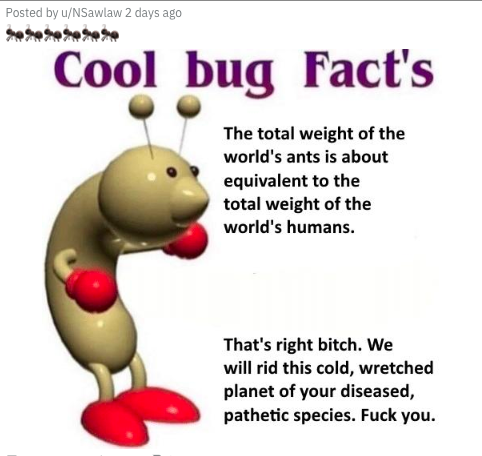 Posted by u/NSawlaw 2 days ago
🐜🐜🐜🐜🐜🐜
Cool bug Fact's
The total weight of the
world's ants is about
equivalent to the
total weight of the
world's humans.
That's right bitch. We
will rid this cold, wretched
planet of your diseased,
pathetic species. Fuck you.